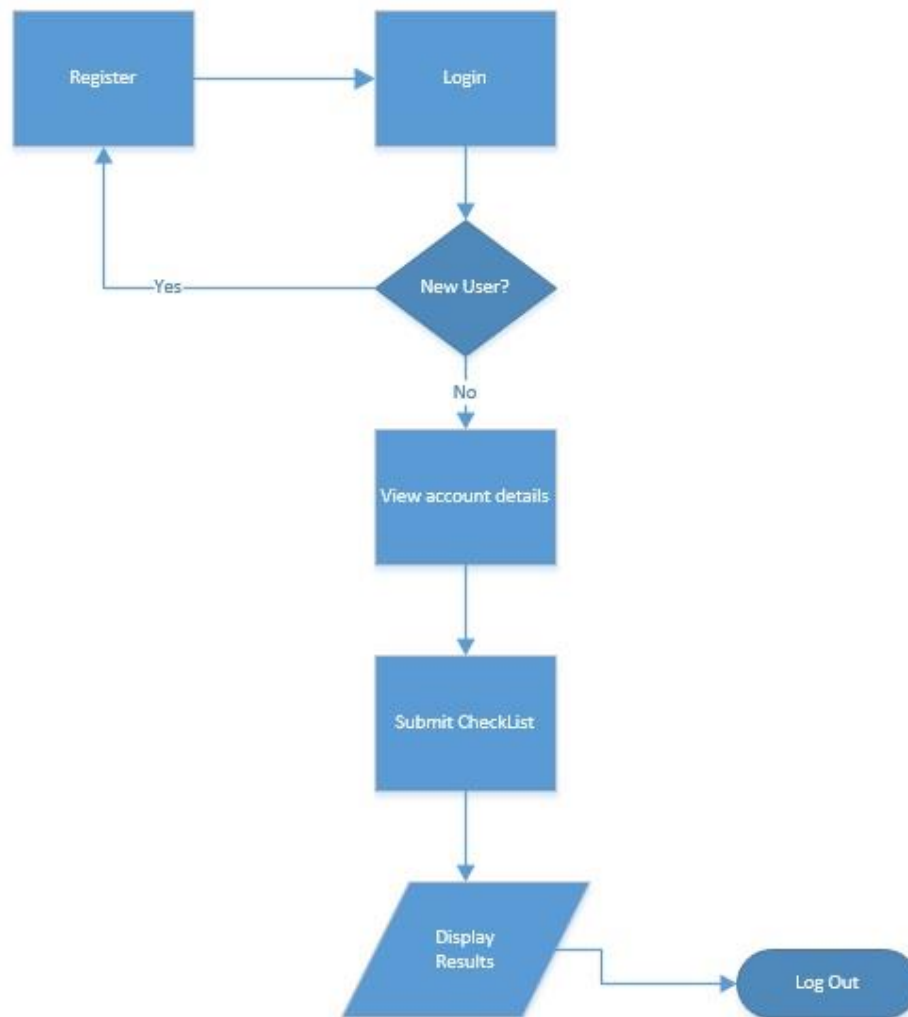 Register
Login
New User?
Yes
No
View account details
Submit CheckList
Display
Results
Log Out